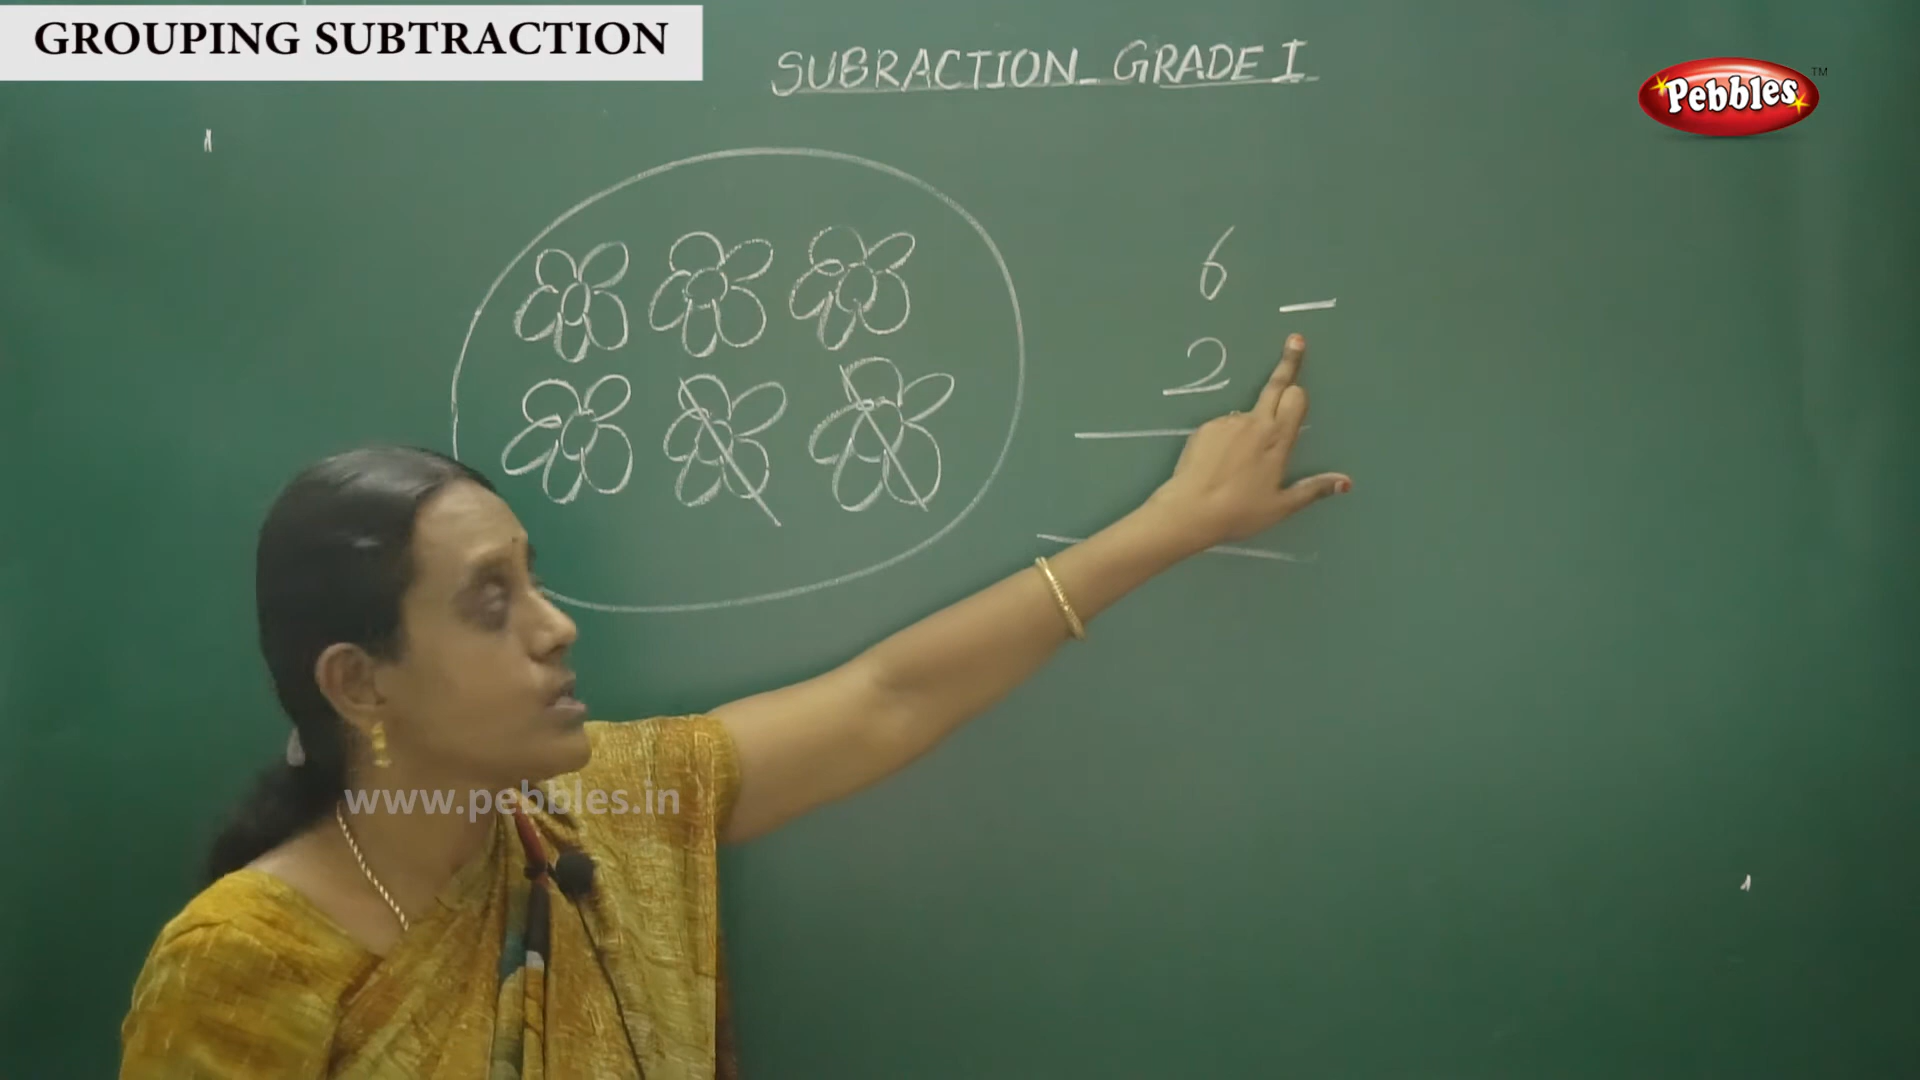 GROUPING SUBTRACTION
SUBRACTION GRADE I
Pebbles TM
6 –
2
www.pebbles.in